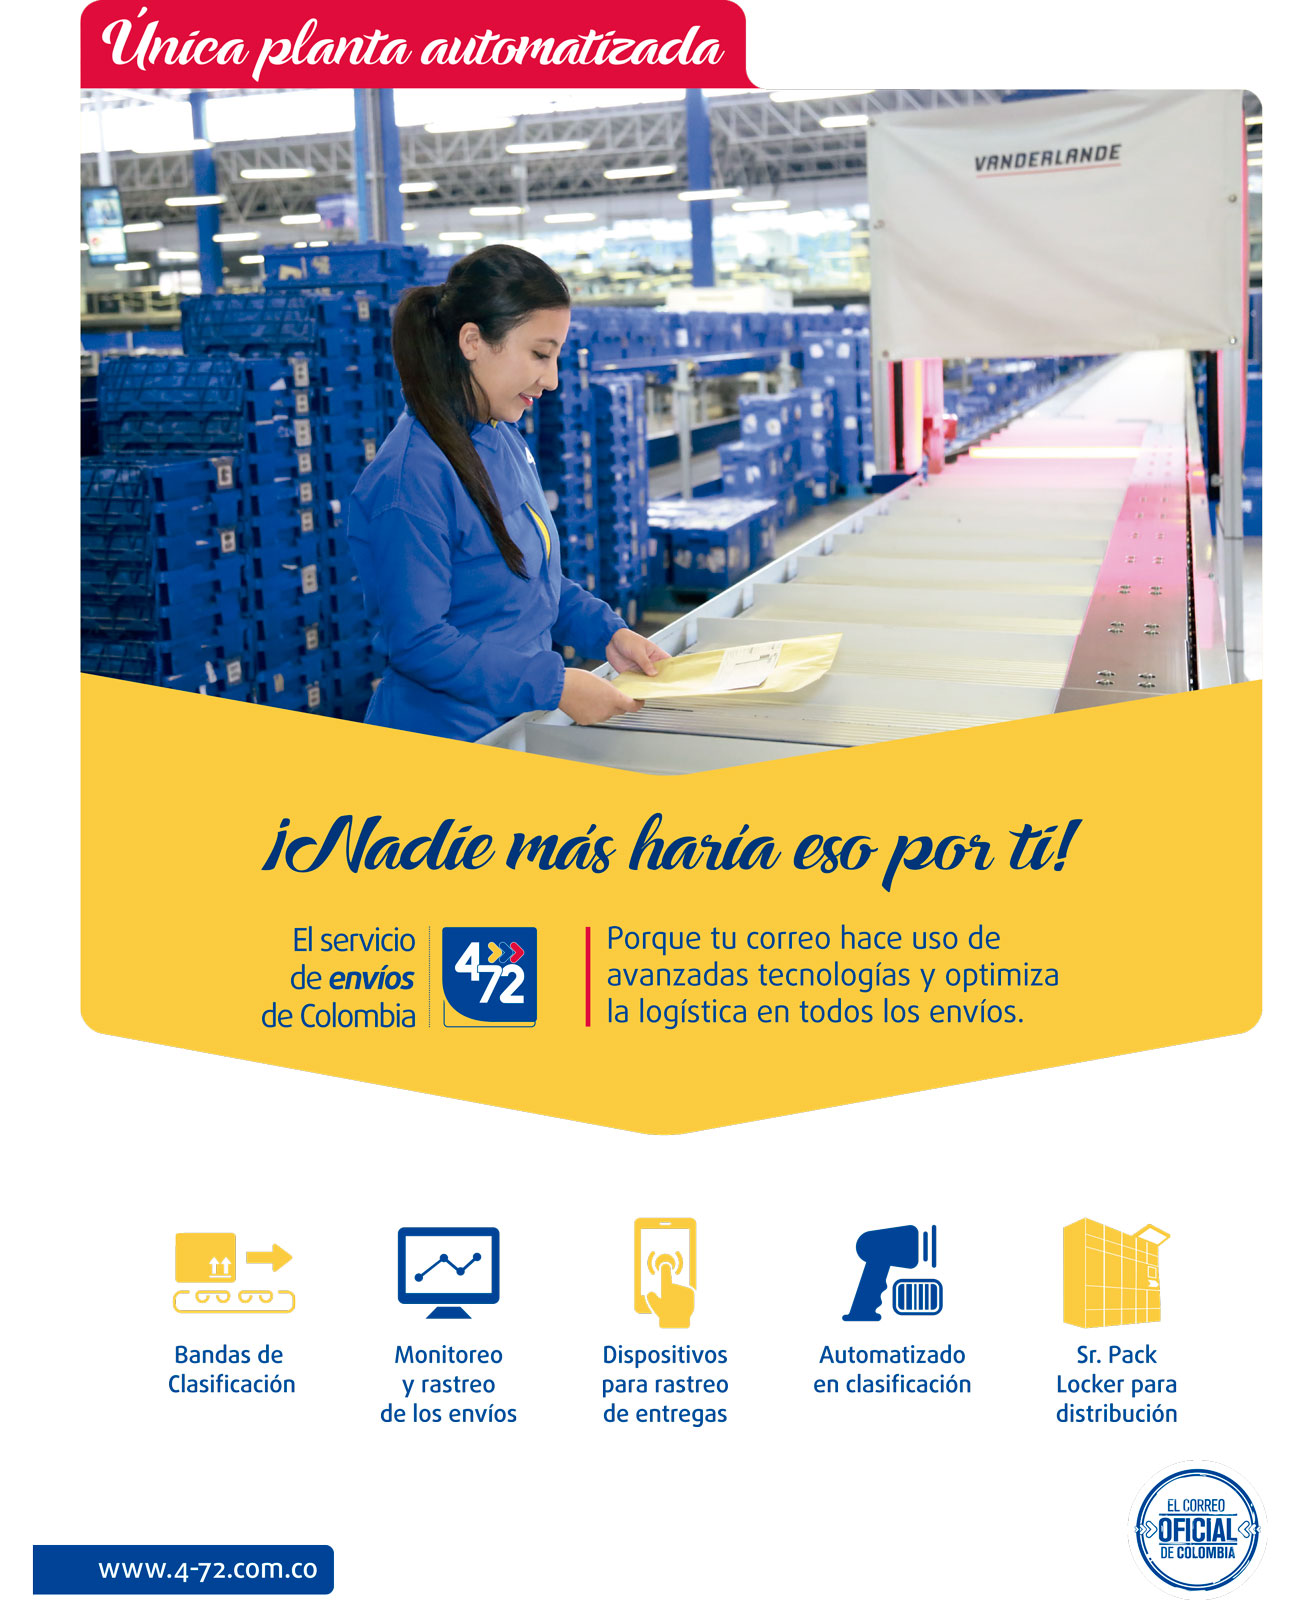 Única planta automatizada
VANDERLANDE
¡Nadie más haría eso por ti!
El servicio
de envíos
de Colombia
4
72
Porque tu correo hace uso de
avanzadas tecnologías y optimiza
la logística en todos los envíos.
Bandas de
Clasificación
Monitoreo
y rastreo
de los envíos
Dispositivos
para rastreo
de entregas
Automatizado
en clasificación
Sr. Pack
Locker para
distribución
EL CORREO
OFICIAL
DE COLOMBIA
www.4-72.com.co